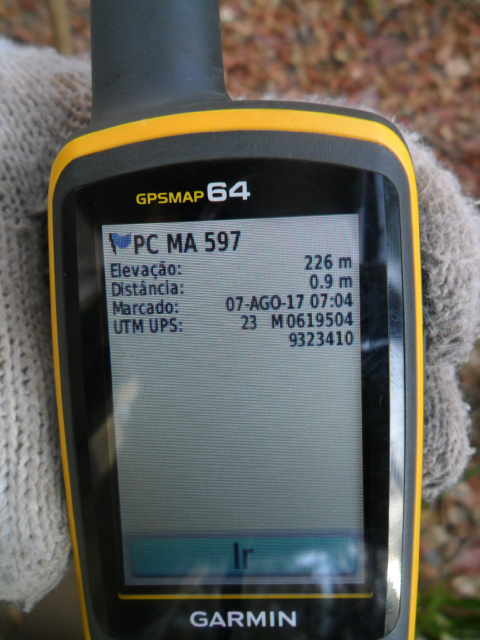 GPSMAP 64
PC MA 597
Elevação: 226 m
Distância: 0.9 m
Marcado: 07-AGO-17 07:04
UTM UPS: 23 M 0619504
9323410
Ir
GARMIN